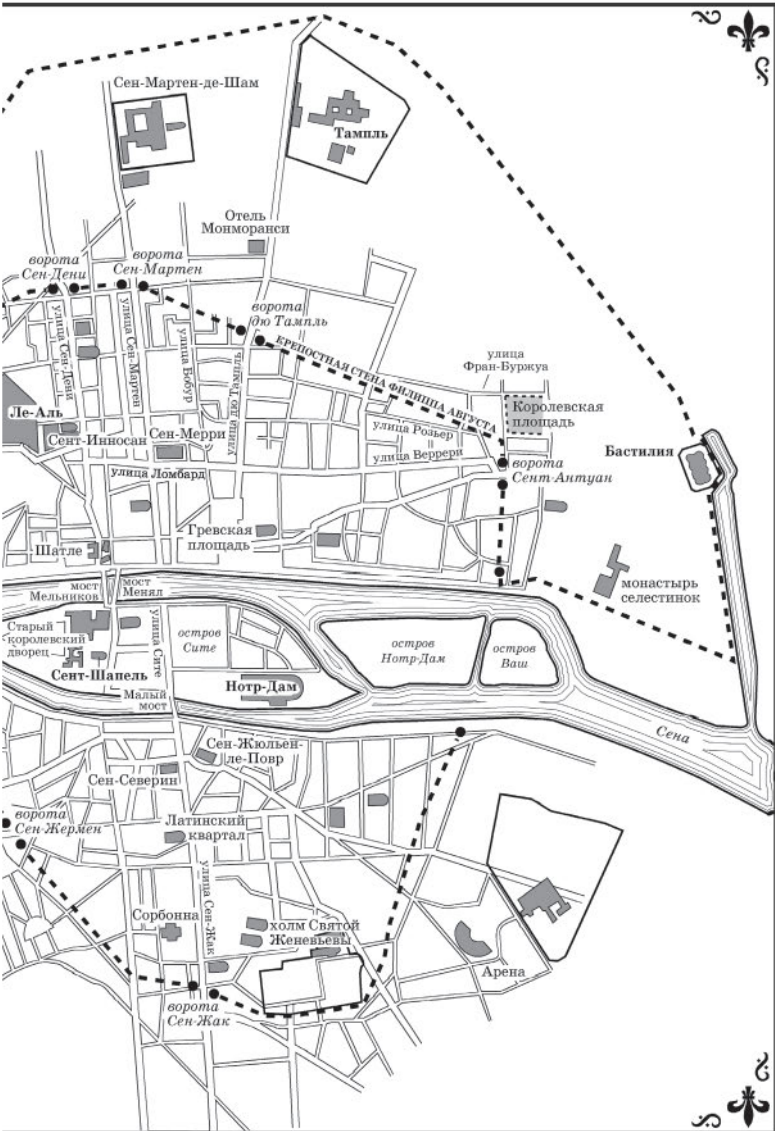 Сен-Мартен-де-Шам
Тампль
Отель
Монморанси
ворота
Сен-Дени
ворота
Сен-Мартен
ворота
дю Тампль
улица Сен-Дени
улица Сен-Мартен
улица Бобур
улица дю Тампль
КРЕПОСТНАЯ СТЕНА ФИЛИППА АВГУСТА
улица
Фран-Буржуа
Королевская
площадь
Ле-Аль
Сент-Инносан
Сен-Мерри
улица Розьер
улица Веррери
улица Ломбард
ворота
Сент-Антуан
Бастилия
Гревская
площадь
Шатле
монастырь
селестинок
мост
Мельников
мост
Менял
Старый
королевский
дворец
улица Сите
остров
Сите
остров
Нотр-Дам
остров
Ваш
Сент-Шапель
Нотр-Дам
Малый
мост
Сена
Сен-Жюльен-
ле-Повр
Сен-Северин
ворота
Сен-Жермен
Латинский
квартал
улица Сен-Жак
Сорбонна
холм Святой
Женевьевы
Арена
ворота
Сен-Жак